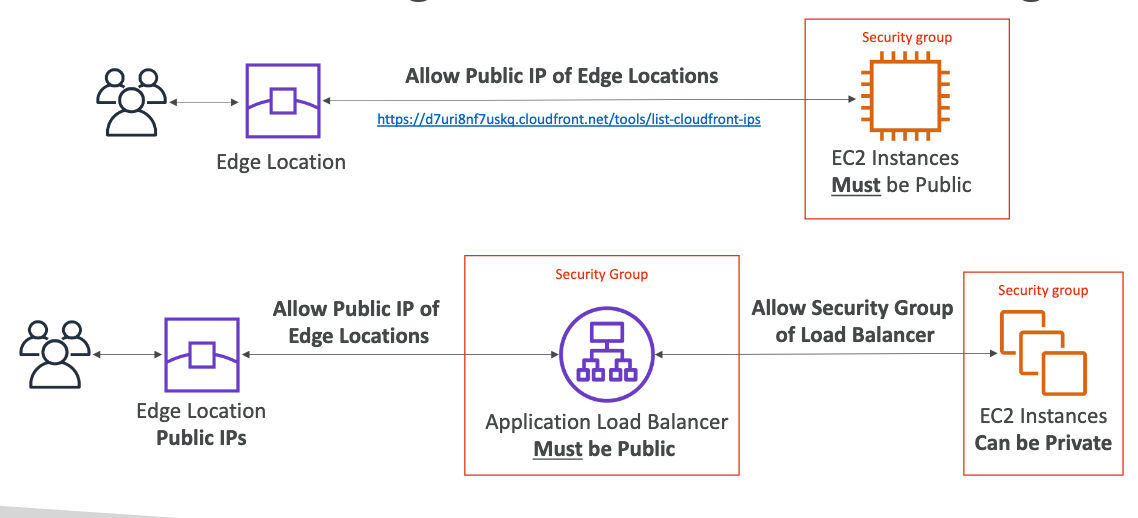 Security group
Allow Public IP of Edge Locations
https://d7uri8nf7uskq.cloudfront.net/tools/list-cloudfront-ips
Edge Location
EC2 Instances
Must be Public
Security Group
Allow Public IP of
Edge Locations
Allow Security Group
of Load Balancer
Security group
Edge Location
Public IPs
Application Load Balancer
Must be Public
EC2 Instances
Can be Private